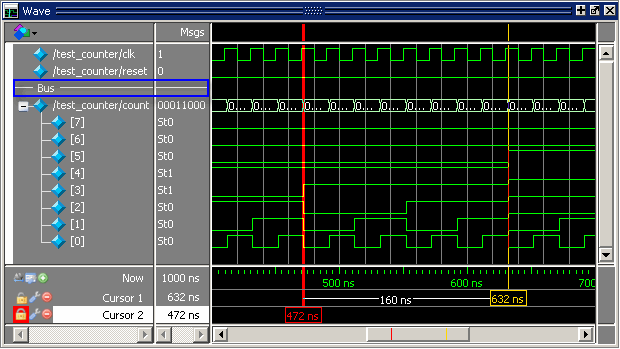 Wave
Msgs
/test_counter/clk 1
/test_counter/reset 0
Bus
/test_counter/count 00011000 0... 0... 0... 0... 0... 0... 0... 0... 0... 0... 0... 0... 0... 0...
[7] St0
[6] St0
[5] St0
[4] St1
[3] St1
[2] St0
[1] St0
[0] St0
Now 1000 ns 500 ns 600 ns 700
Cursor 1 632 ns 160 ns 632 ns
Cursor 2 472 ns 472 ns